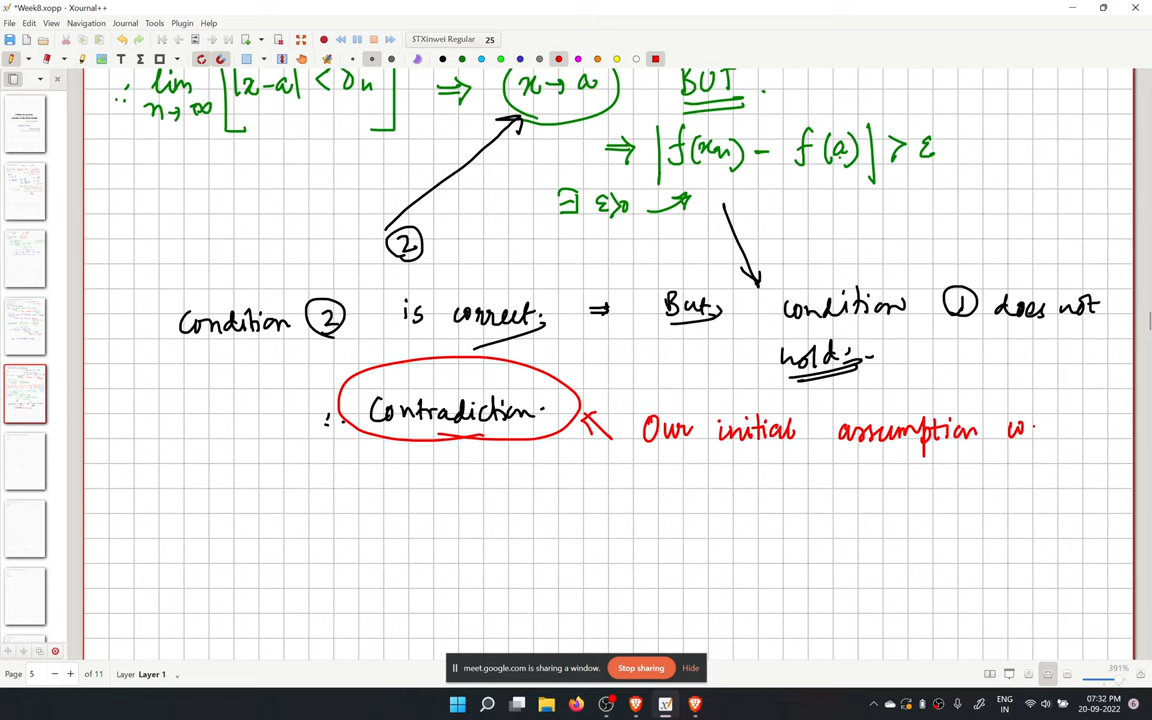 *Week8.xopp - Xournal++
File Edit View Navigation Journal Tools Plugin Help
STXinwei Regular 25
∴ lim n→∞ [|x-a| < δn] ⇒ (x→a) BUT.
⇒ |f(xn) - f(a)| > ε
∃ ε>0
②
Condition ② is correct; ⇒ But, condition ① does not
hold;
∴ Contradiction. Our initial assumption w
meet.google.com is sharing a window. Stop sharing Hide
Page 5 of 11 Layer Layer 1 391%
ENG 07:32 PM
IN 20-09-2022 6